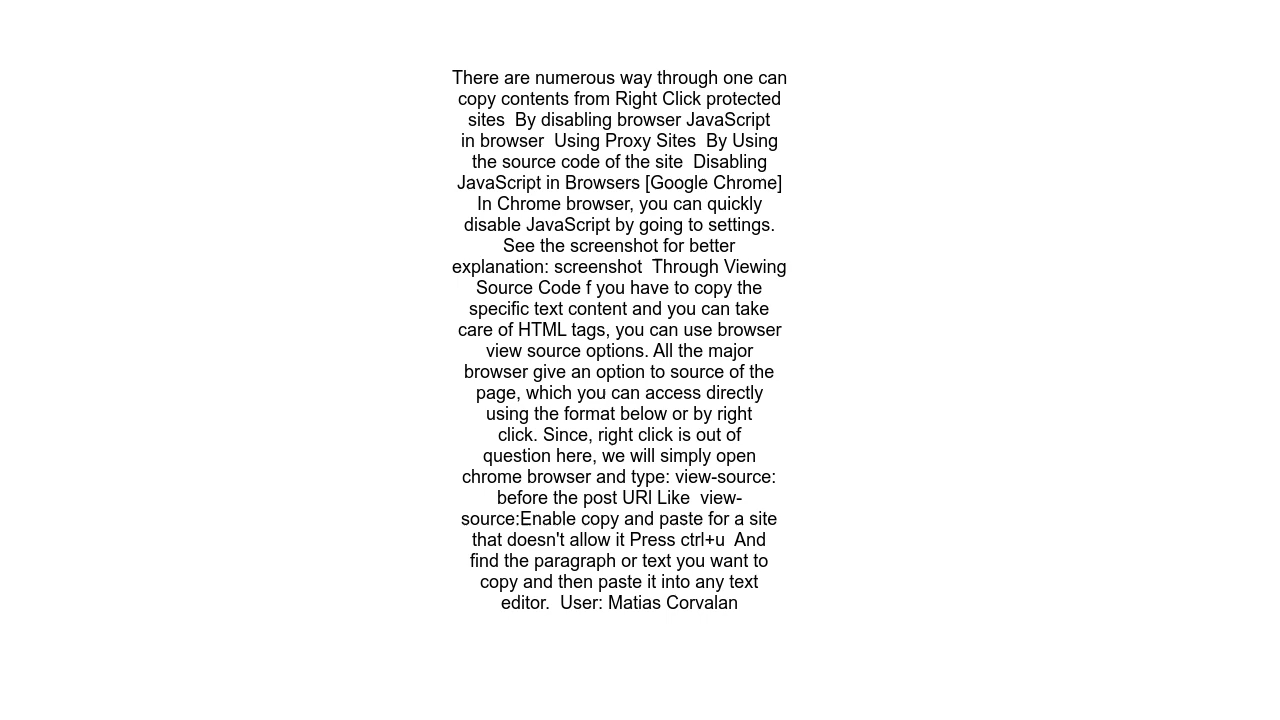 There are numerous way through one can
copy contents from Right Click protected
sites  By disabling browser JavaScript
in browser  Using Proxy Sites  By Using
the source code of the site  Disabling
JavaScript in Browsers [Google Chrome]
In Chrome browser, you can quickly
disable JavaScript by going to settings.
See the screenshot for better
explanation: screenshot  Through Viewing
Source Code f you have to copy the
specific text content and you can take
care of HTML tags, you can use browser
view source options. All the major
browser give an option to source of the
page, which you can access directly
using the format below or by right
click. Since, right click is out of
question here, we will simply open
chrome browser and type: view-source:
before the post URl Like  view-
source:Enable copy and paste for a site
that doesn't allow it Press ctrl+u  And
find the paragraph or text you want to
copy and then paste it into any text
editor.  User: Matias Corvalan